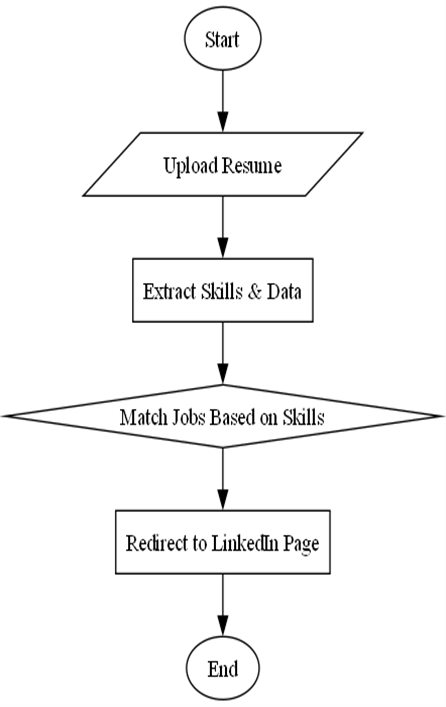 Start
Upload Resume
Extract Skills & Data
Match Jobs Based on Skills
Redirect to LinkedIn Page
End